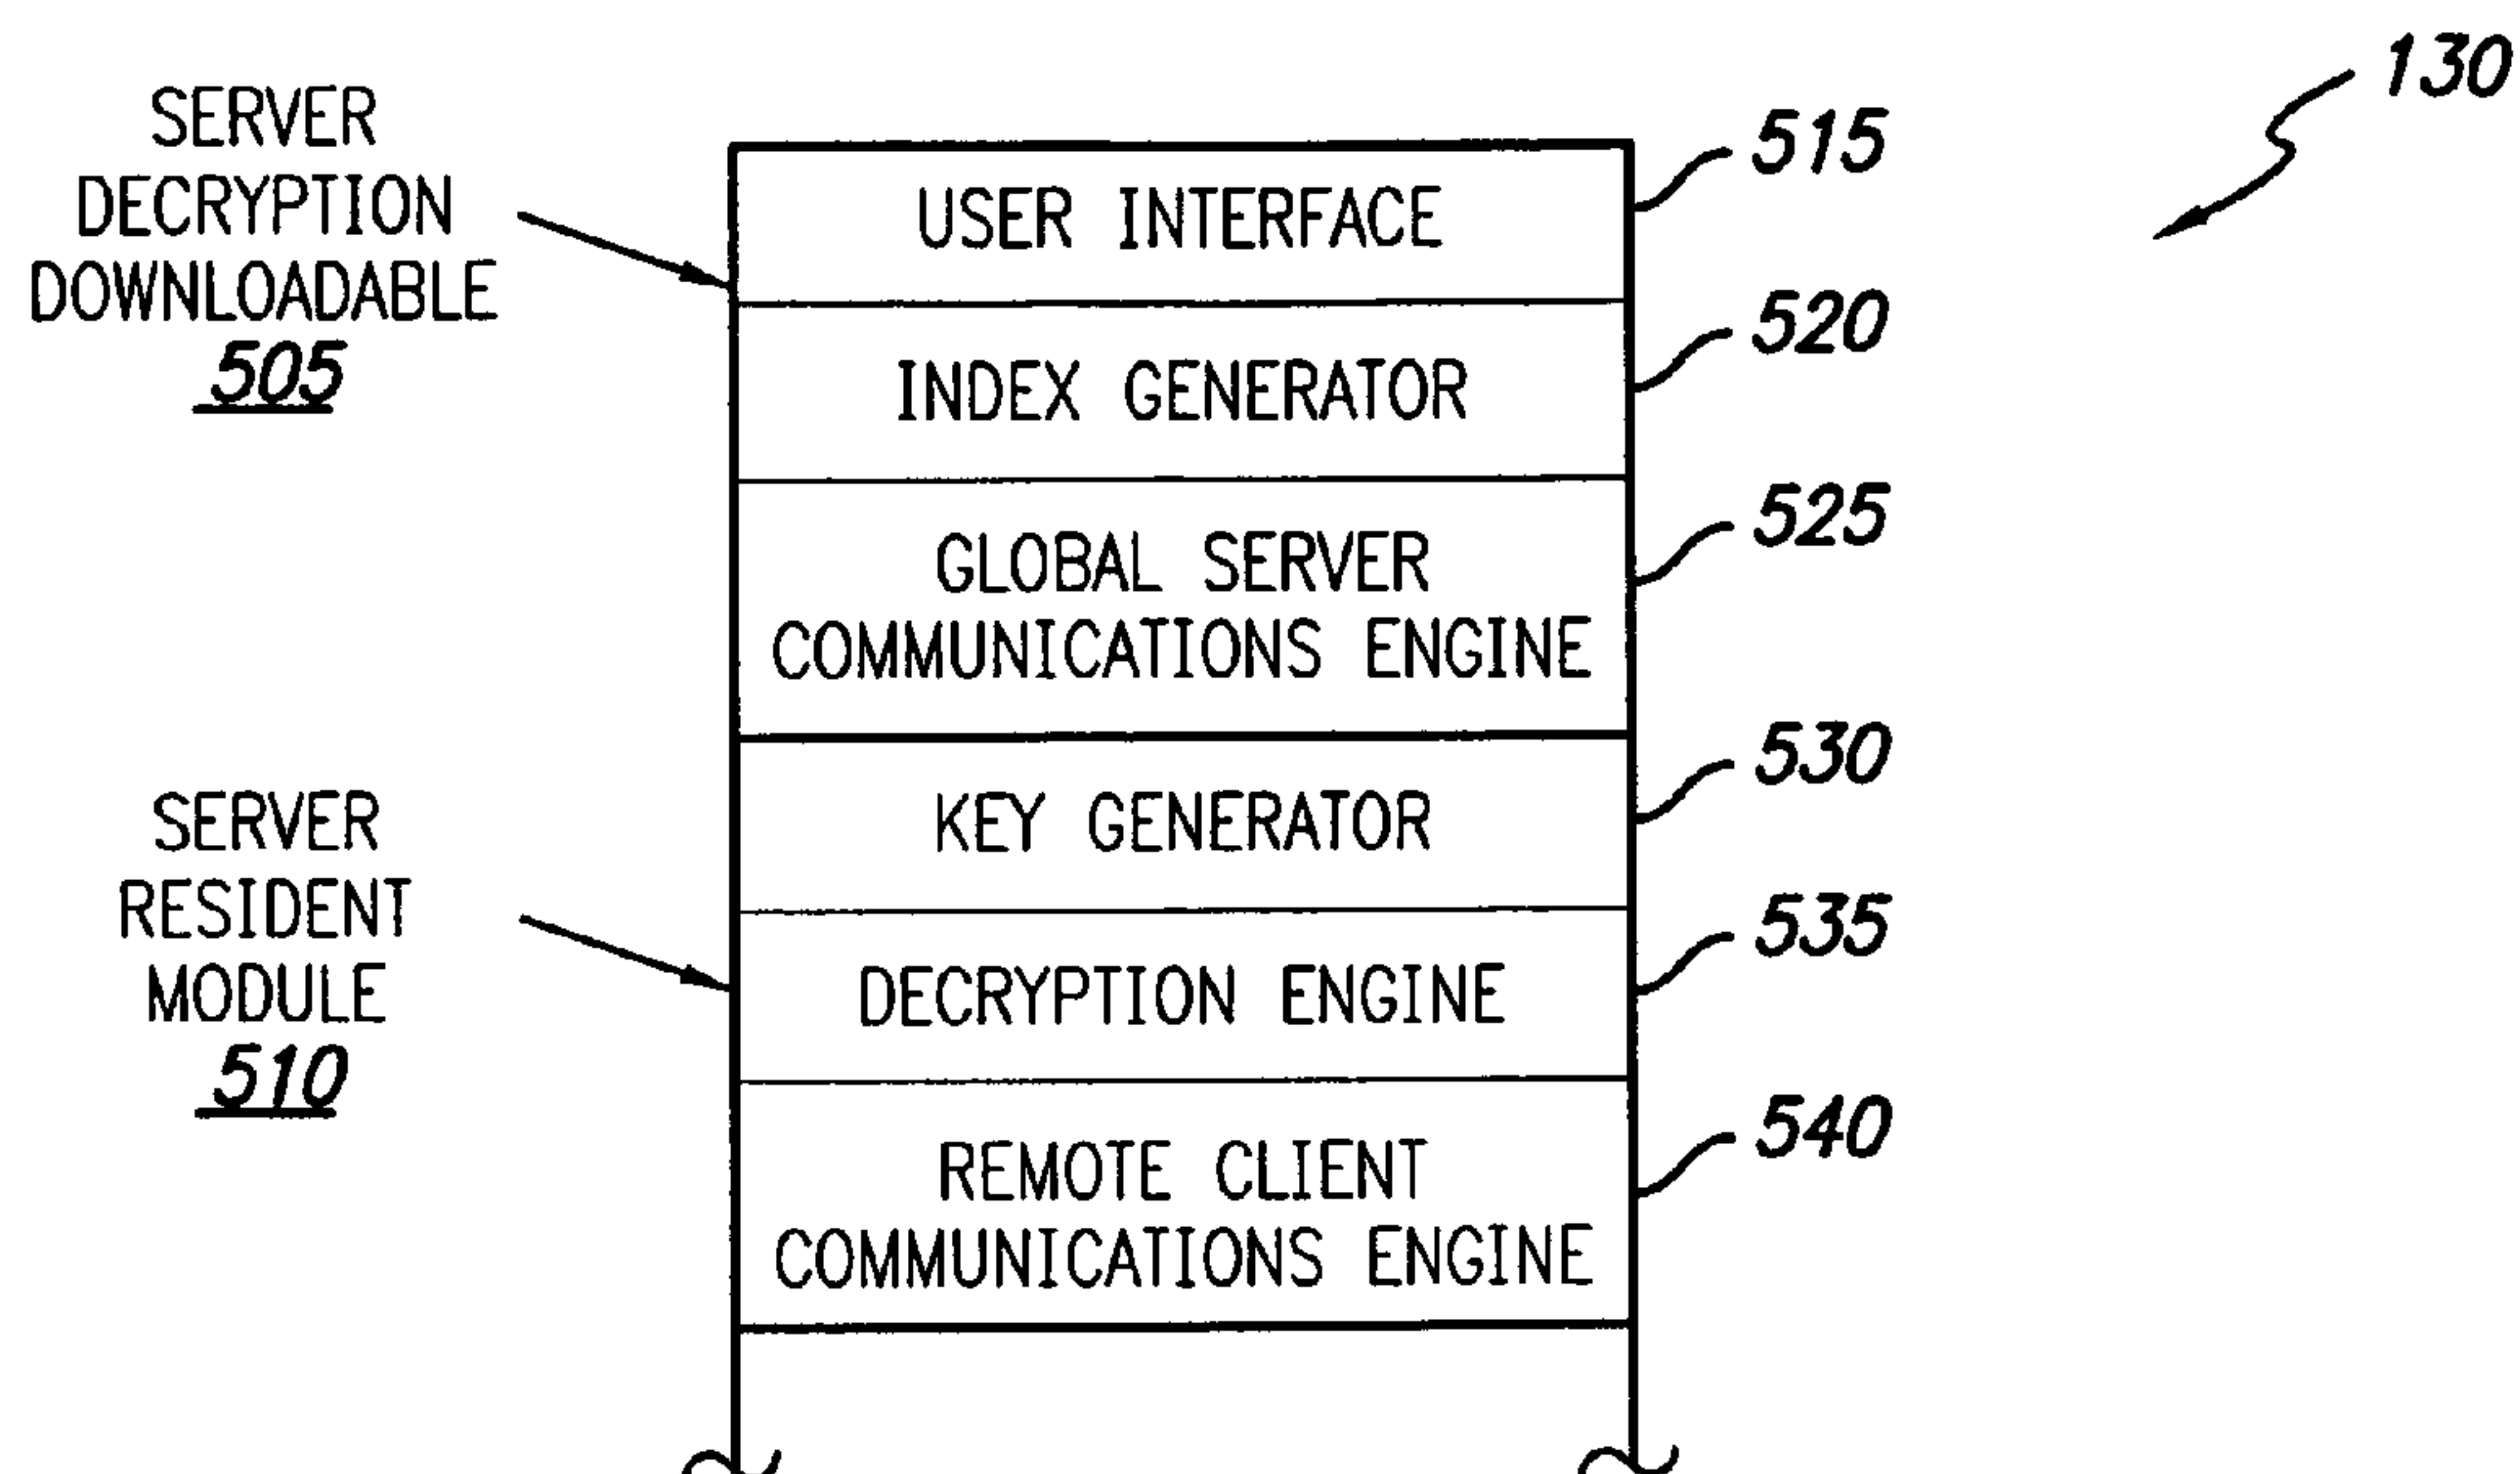 130
SERVER
DECRYPTION
DOWNLOADABLE
505
USER INTERFACE
515
INDEX GENERATOR
520
GLOBAL SERVER
COMMUNICATIONS ENGINE
525
SERVER
RESIDENT
MODULE
510
KEY GENERATOR
530
DECRYPTION ENGINE
535
REMOTE CLIENT
COMMUNICATIONS ENGINE
540